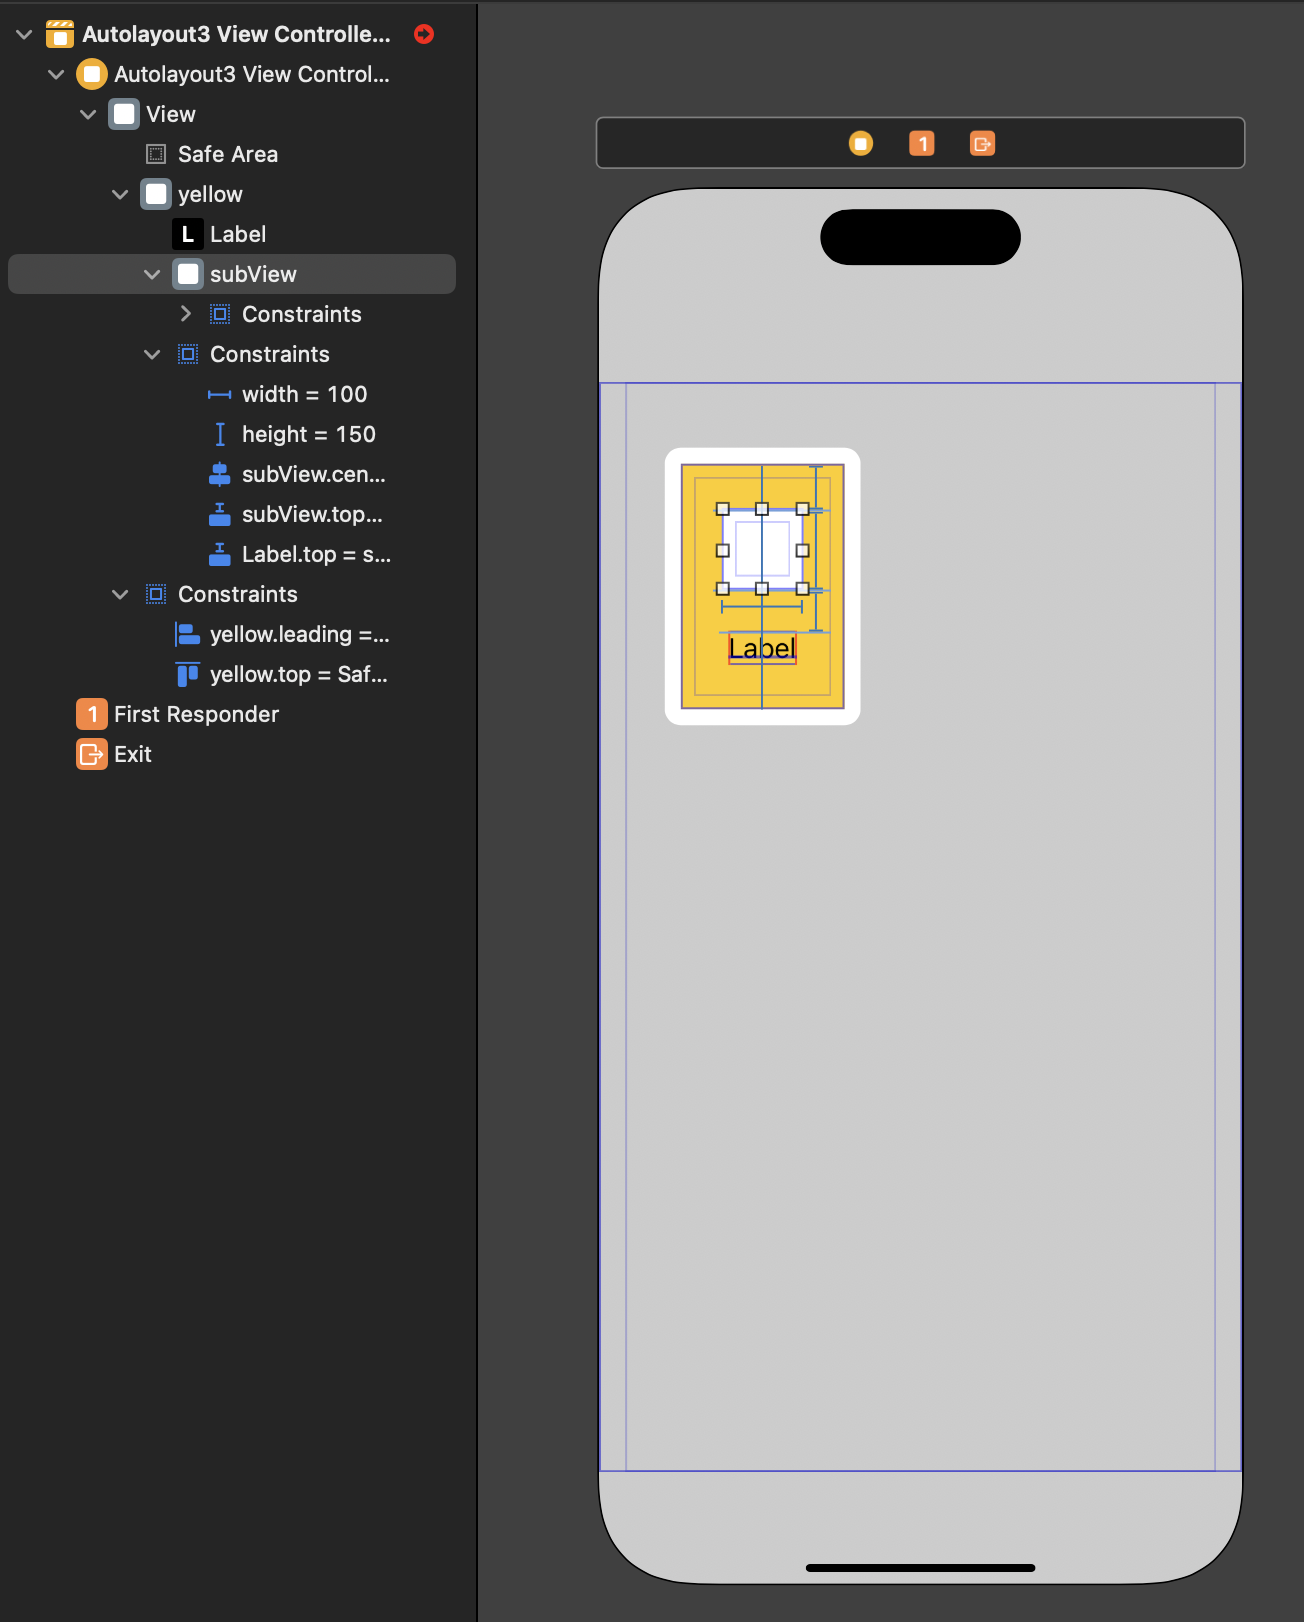 Autolayout3 View Controlle...
Autolayout3 View Control...
View
Safe Area
yellow
L Label
subView
Constraints
Constraints
width = 100
height = 150
subView.cen...
subView.top...
Label.top = s...
Constraints
yellow.leading =...
yellow.top = Saf...
1 First Responder
Exit
1
Label